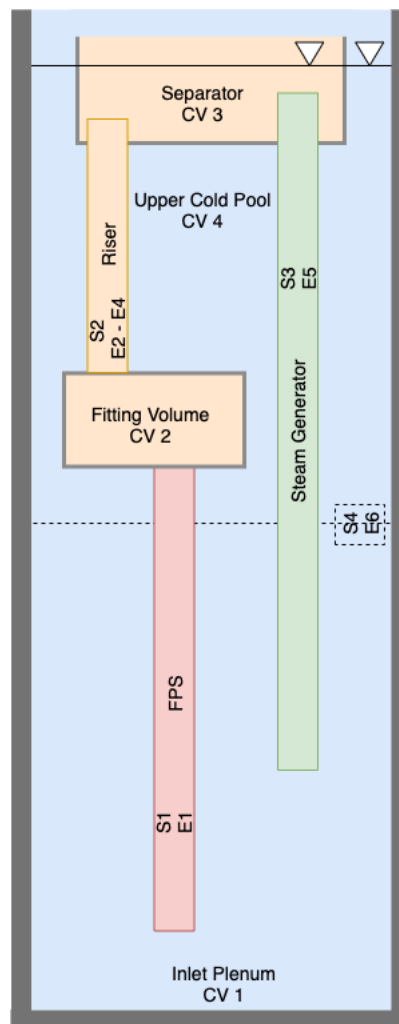 Separator
CV 3
Upper Cold Pool
CV 4
Riser
S2
E2 - E4
S3
E5
Fitting Volume
CV 2
Steam Generator
S4
E6
FPS
S1
E1
Inlet Plenum
CV 1